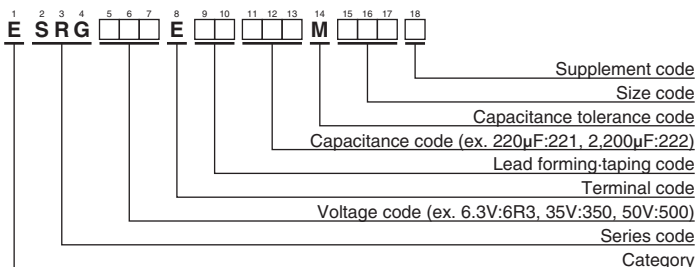 1 2 3 4 5 6 7 8 9 10 11 12 13 14 15 16 17 18
E SRG E M
Supplement code
Size code
Capacitance tolerance code
Capacitance code (ex. 220µF:221, 2,200µF:222)
Lead forming·taping code
Terminal code
Voltage code (ex. 6.3V:6R3, 35V:350, 50V:500)
Series code
Category